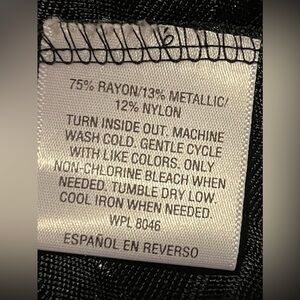 75% RAYON/13% METALLIC/
12% NYLON
TURN INSIDE OUT. MACHINE
WASH COLD. GENTLE CYCLE
WITH LIKE COLORS. ONLY
NON-CHLORINE BLEACH WHEN
NEEDED. TUMBLE DRY LOW.
COOL IRON WHEN NEEDED.
WPL 8046
ESPAÑOL EN REVERSO